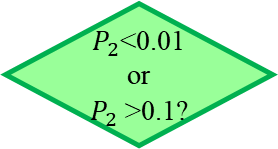 P₂<0.01
or
P₂ >0.1?